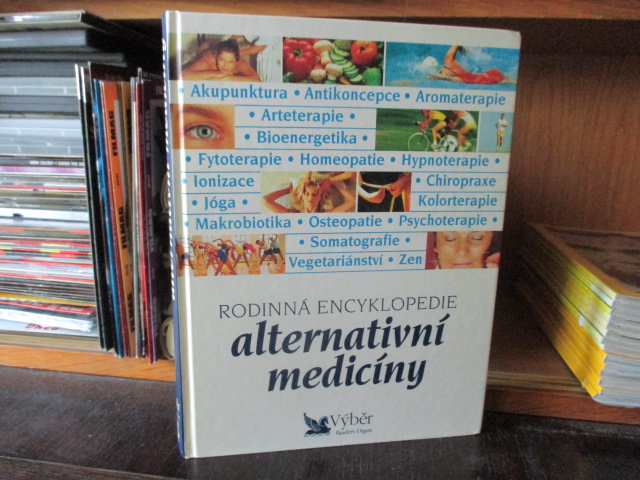 • Akupunktura • Antikoncepce • Aromaterapie
Arteterapie •
• Bioenergetika •
• Fytoterapie • Homeopatie • Hypnoterapie •
• Ionizace
• Chiropraxe
• Jóga •
Kolorterapie
• Makrobiotika • Osteopatie • Psychoterapie •
• Somatografie •
Vegetariánství • Zen
RODINNÁ ENCYKLOPEDIE
alternativní
medicíny
Výběr
Reader's Digest